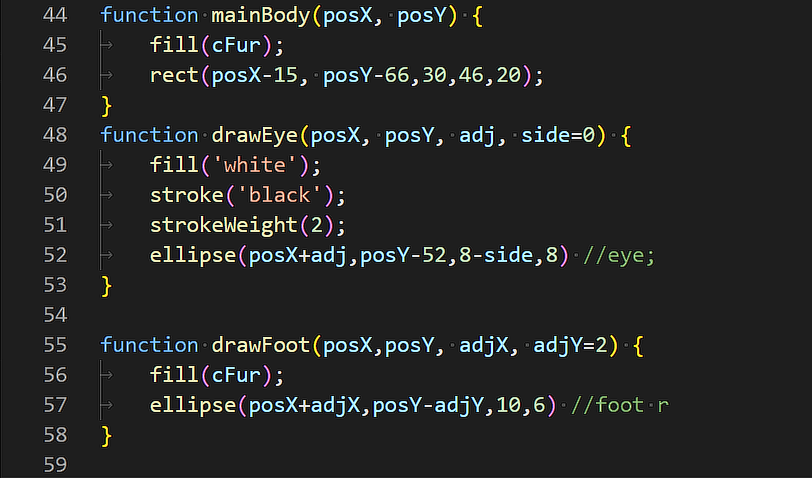 44 function mainBody(posX, posY) {
45 fill(cFur);
46 rect(posX-15, posY-66,30,46,20);
47 }
48 function drawEye(posX, posY, adj, side=0) {
49 fill('white');
50 stroke('black');
51 strokeWeight(2);
52 ellipse(posX+adj,posY-52,8-side,8) //eye;
53 }
54
55 function drawFoot(posX,posY, adjX, adjY=2) {
56 fill(cFur);
57 ellipse(posX+adjX,posY-adjY,10,6) //foot r
58 }
59